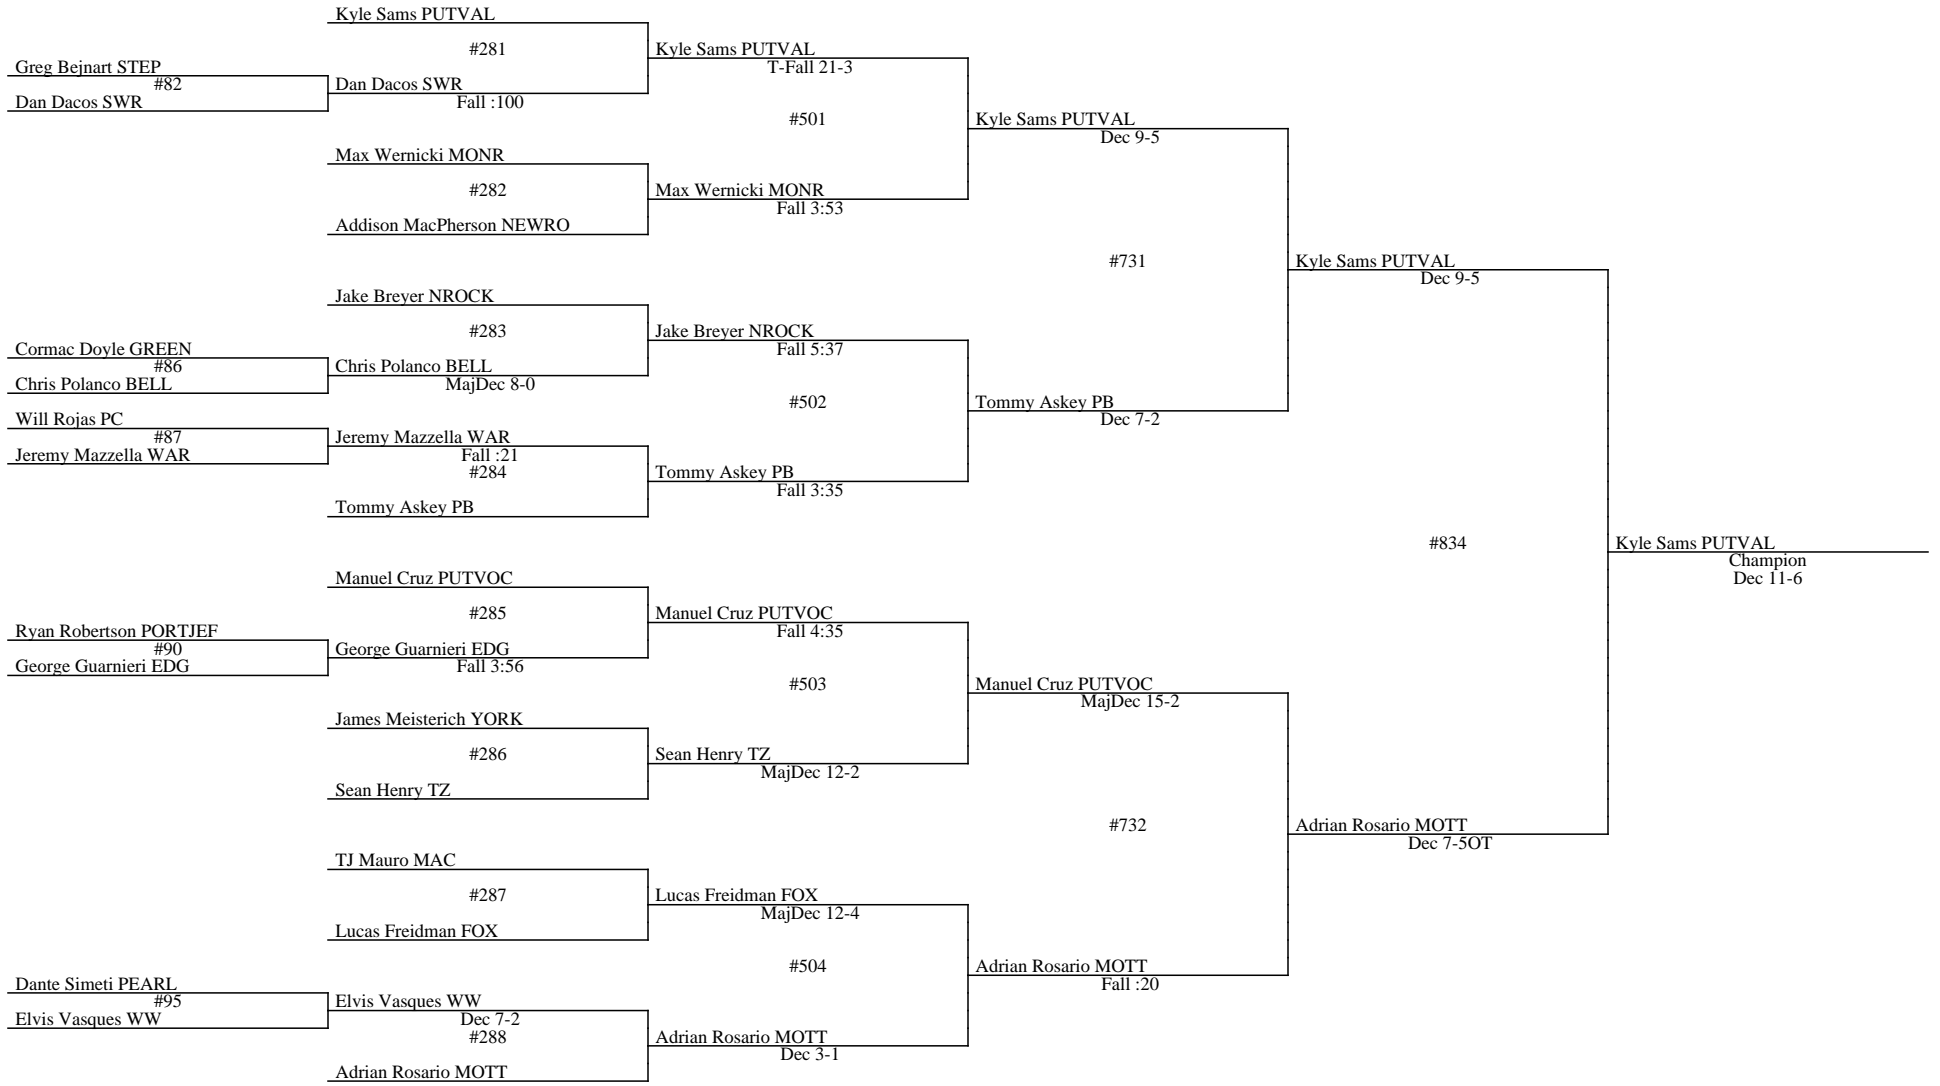 Kyle Sams PUTVAL
#281
Kyle Sams PUTVAL
T-Fall 21-3
Greg Bejnart STEP
#82
Dan Dacos SWR
Dan Dacos SWR
Fall :100
#501
Kyle Sams PUTVAL
Dec 9-5
Max Wernicki MONR
#282
Max Wernicki MONR
Fall 3:53
Addison MacPherson NEWRO
#731
Kyle Sams PUTVAL
Dec 9-5
Jake Breyer NROCK
#283
Jake Breyer NROCK
Fall 5:37
Cormac Doyle GREEN
#86
Chris Polanco BELL
Chris Polanco BELL
MajDec 8-0
#502
Tommy Askey PB
Dec 7-2
Will Rojas PC
#87
Jeremy Mazzella WAR
Jeremy Mazzella WAR
Fall :21
#284
Tommy Askey PB
Fall 3:35
Tommy Askey PB
#834
Kyle Sams PUTVAL
Champion
Dec 11-6
Manuel Cruz PUTVOC
#285
Manuel Cruz PUTVOC
Fall 4:35
Ryan Robertson PORTJEF
#90
George Guarnieri EDG
George Guarnieri EDG
Fall 3:56
#503
Manuel Cruz PUTVOC
MajDec 15-2
James Meisterich YORK
#286
Sean Henry TZ
MajDec 12-2
Sean Henry TZ
#732
Adrian Rosario MOTT
Dec 7-5OT
TJ Mauro MAC
#287
Lucas Freidman FOX
MajDec 12-4
Lucas Freidman FOX
#504
Adrian Rosario MOTT
Fall :20
Dante Simeti PEARL
#95
Elvis Vasques WW
Elvis Vasques WW
Dec 7-2
#288
Adrian Rosario MOTT
Dec 3-1
Adrian Rosario MOTT